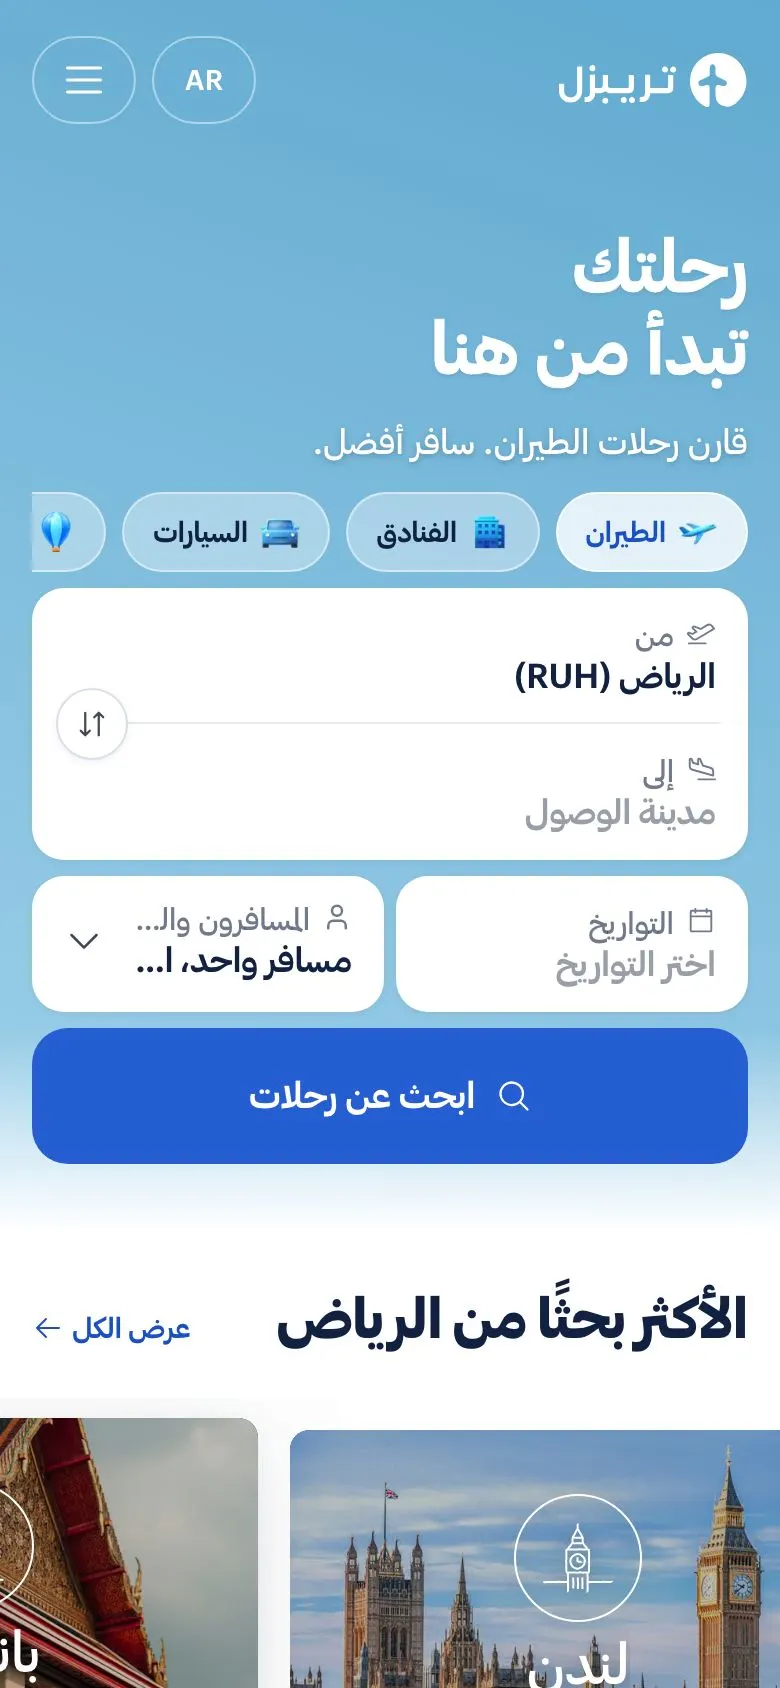 تريبزل
AR
رحلتك
تبدأ من هنا
قارن رحلات الطيران. سافر أفضل.
الطيران
الفنادق
السيارات
من
الرياض (RUH)
إلى
مدينة الوصول
التواريخ
اختر التواريخ
المسافرون والـ...
مسافر واحد، ا...
ابحث عن رحلات
الأكثر بحثًا من الرياض
عرض الكل
لندن